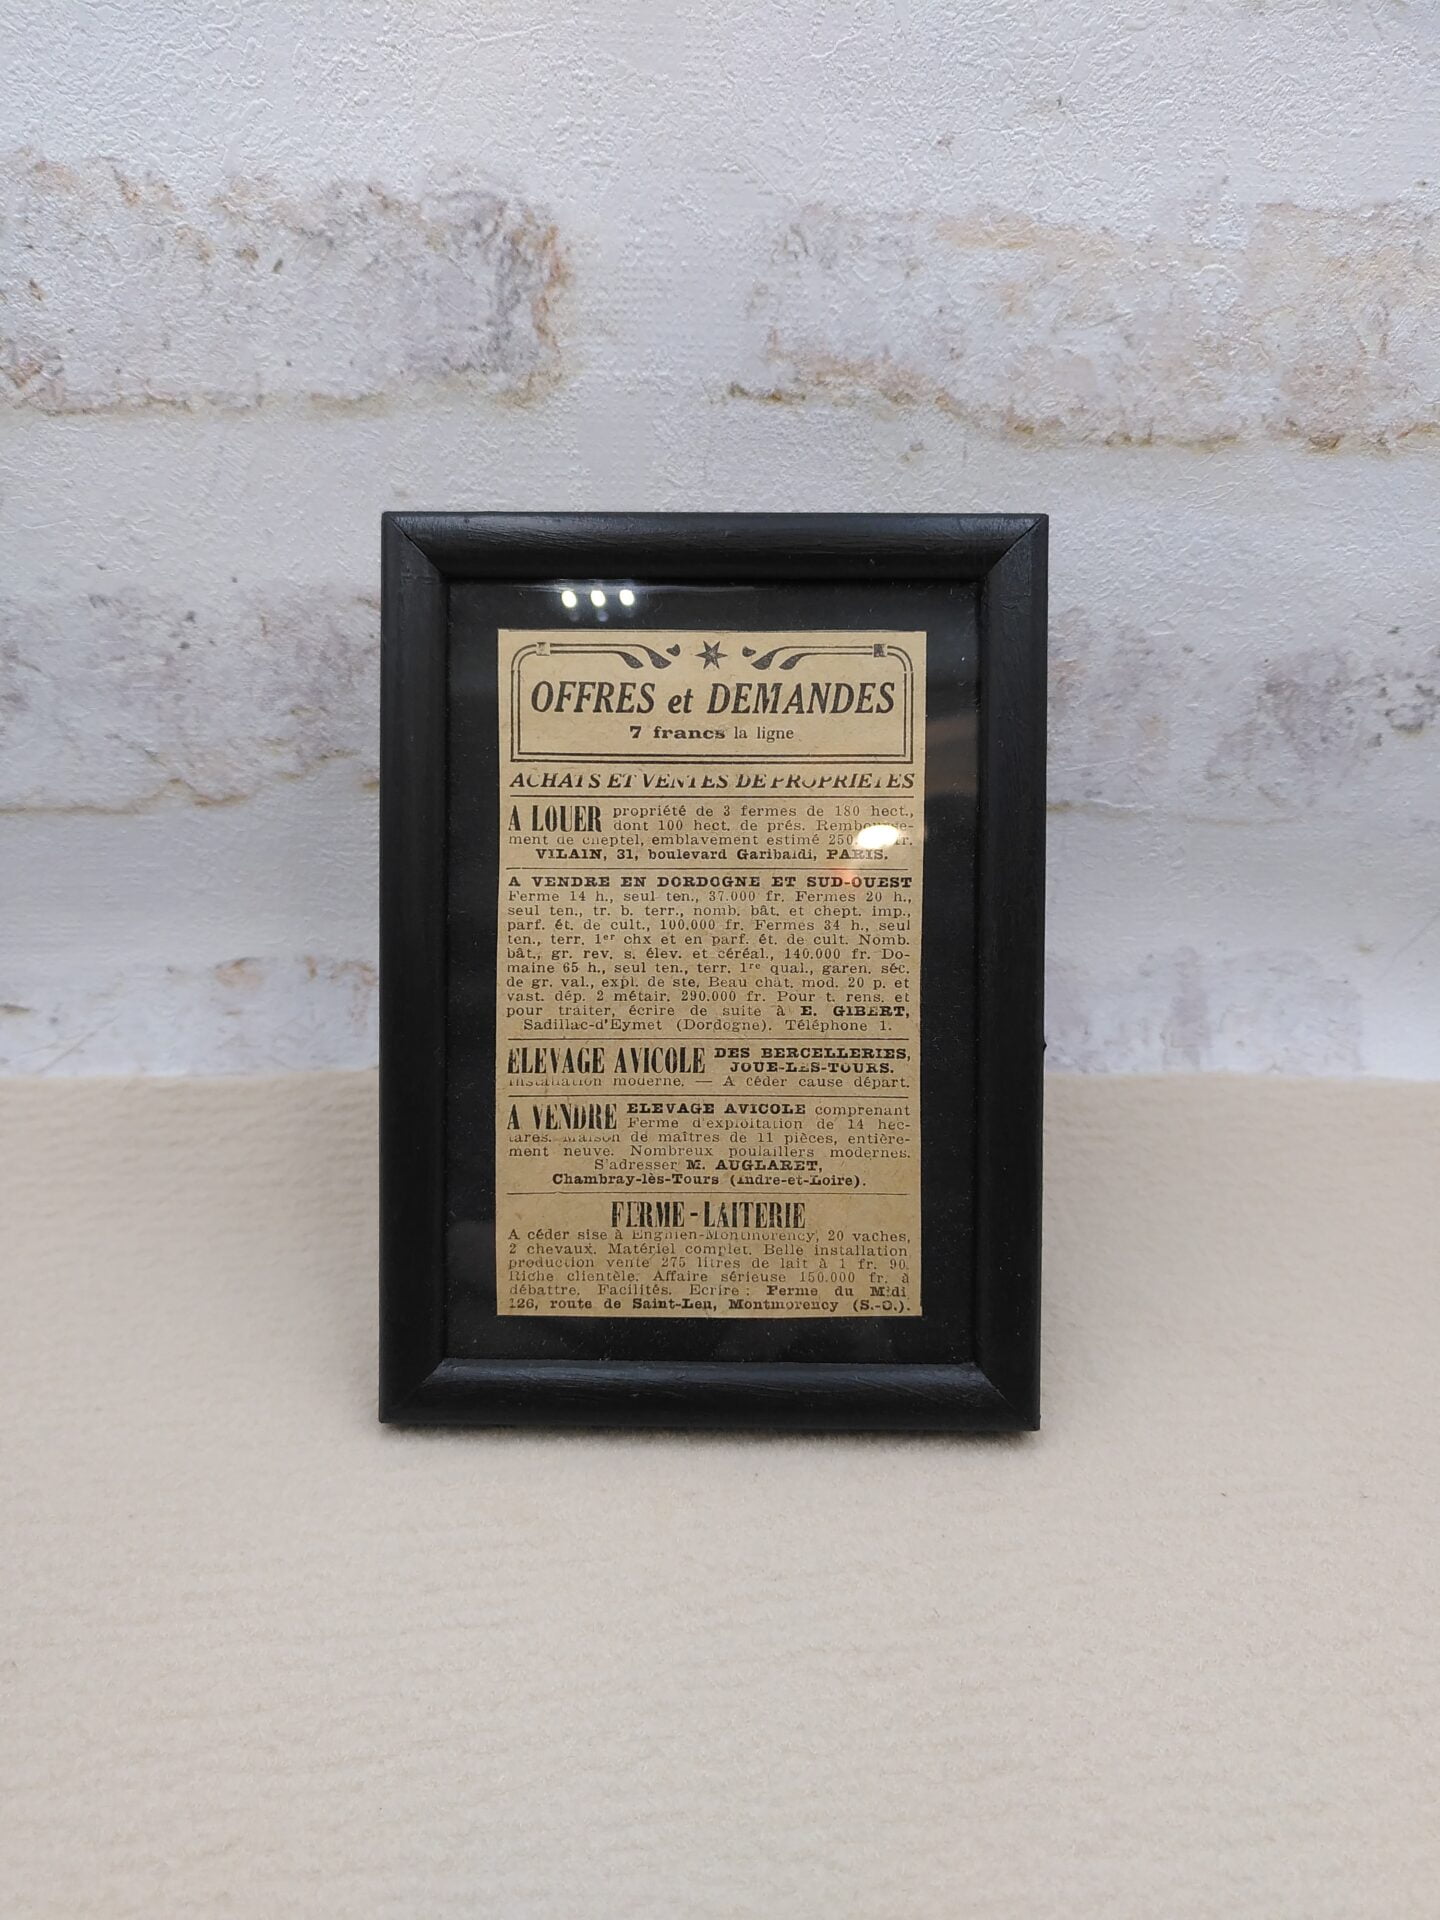 OFFRES et DEMANDES
7 francs la ligne
ACHATS ET VENTES DE PROPRIETES
A LOUER propriété de 3 fermes de 180 hect.,
dont 100 hect. de prés. Rembourse-
ment de cheptel, emblavement estimé fr.
VILAIN, 31, boulevard Garibaldi, PARIS.
A VENDRE EN DORDOGNE ET SUD-OUEST
Ferme 14 h., seul ten., 37.000 fr. Fermes 20 h.,
seul ten., tr. b. terr., nomb. bât. et chept. imp.,
parf. ét. de cult., 100.000 fr. Fermes 34 h., seul
ten., terr. 1er chx et en parf. ét. de cult. Nomb.
bât., gr. rev. s. élev. et céréal., 140.000 fr. Do-
maine 65 h., seul ten., terr. 1re qual., garen. séc.
de gr. val., expl. de ste. Beau chât. mod. 20 p. et
vast. dép. 2 métair. 290.000 fr. Pour t. rens. et
pour traiter, écrire de suite à E. GIBERT,
Sadillac-d'Eymet (Dordogne). Téléphone 1.
ELEVAGE AVICOLE DES BERCELLERIES,
JOUE-LES-TOURS.
Installation moderne. — A céder cause départ.
A VENDRE ELEVAGE AVICOLE comprenant
Ferme d'exploitation de 14 hec-
tares. Maison de maîtres de 11 pièces, entière-
ment neuve. Nombreux poulaillers modernes.
S'adresser M. AUGLARET,
Chambray-lès-Tours (Indre-et-Loire).
FERME-LAITERIE
A céder sise à Enghien-Montmorency, 20 vaches,
2 chevaux. Matériel complet. Belle installation
production vente 275 litres de lait à 1 fr. 90.
Riche clientèle. Affaire sérieuse 150.000 fr. à
débattre. Facilités. Ecrire : Ferme du Midi
126, route de Saint-Leu, Montmorency (S.-O.).